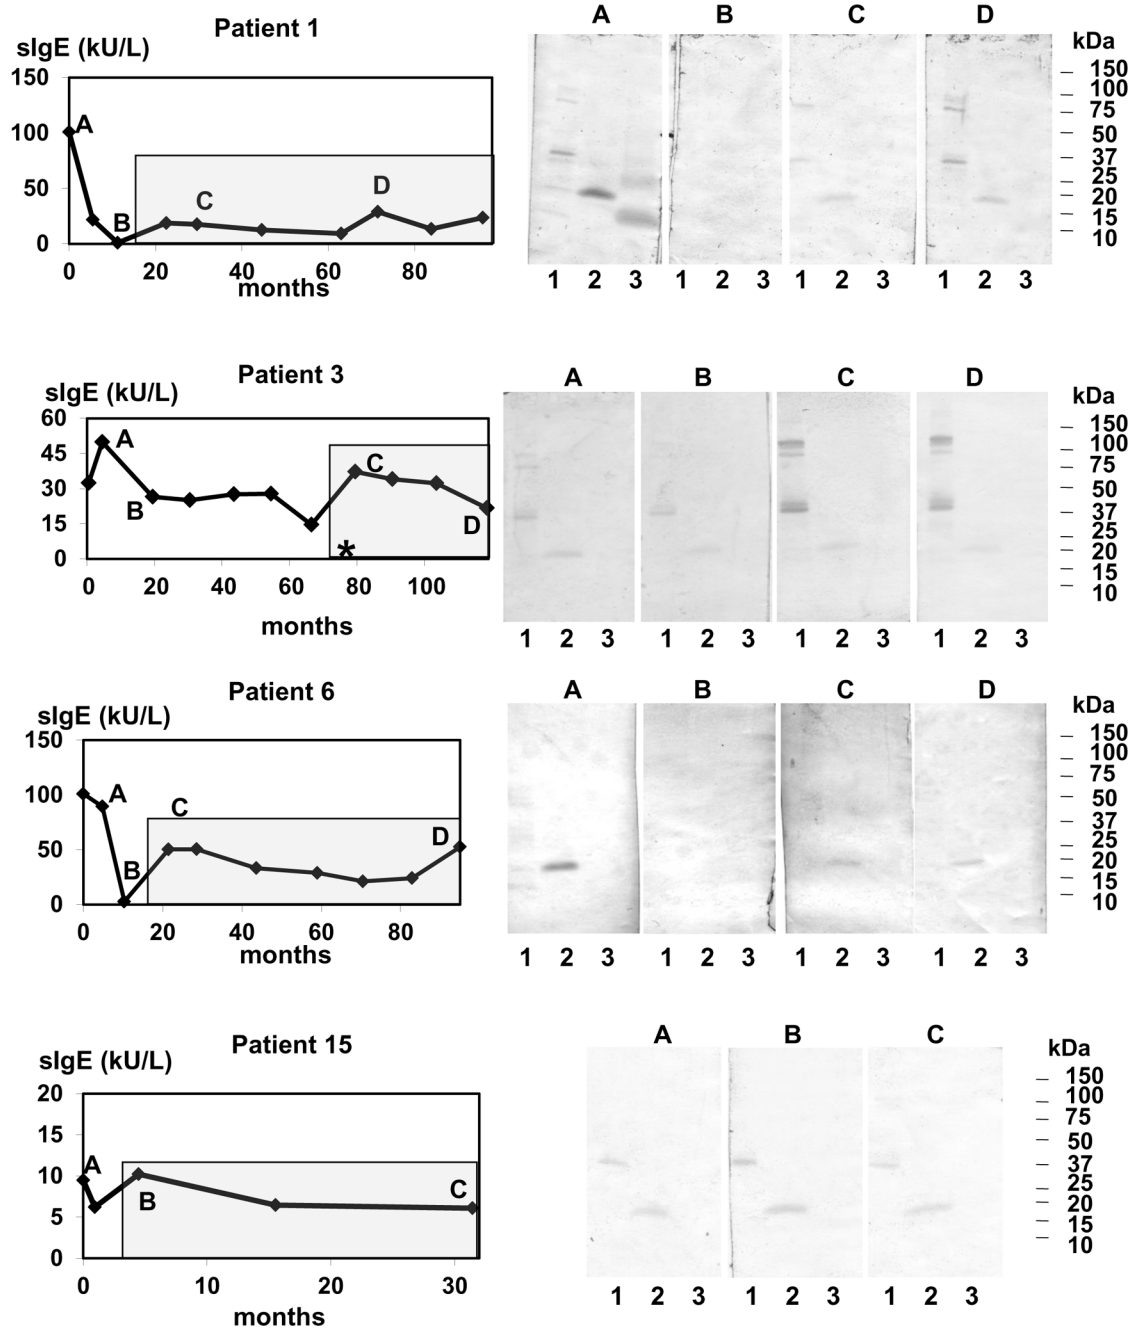 Patient 1
sIgE (kU/L)
150
100
50
0
A
B
C
D
0 20 40 60 80
months
A B C D
kDa
150
100
75
50
37
25
20
15
10
1 2 3 1 2 3 1 2 3 1 2 3
Patient 3
sIgE (kU/L)
60
45
30
15
0
A
B
C
D
*
0 20 40 60 80 100
months
A B C D
kDa
150
100
75
50
37
25
20
15
10
1 2 3 1 2 3 1 2 3 1 2 3
Patient 6
sIgE (kU/L)
150
100
50
0
A
B
C
D
0 20 40 60 80
months
A B C D
kDa
150
100
75
50
37
25
20
15
10
1 2 3 1 2 3 1 2 3 1 2 3
Patient 15
sIgE (kU/L)
20
15
10
5
0
A
B
C
0 10 20 30
months
A B C
kDa
150
100
75
50
37
25
20
15
10
1 2 3 1 2 3 1 2 3